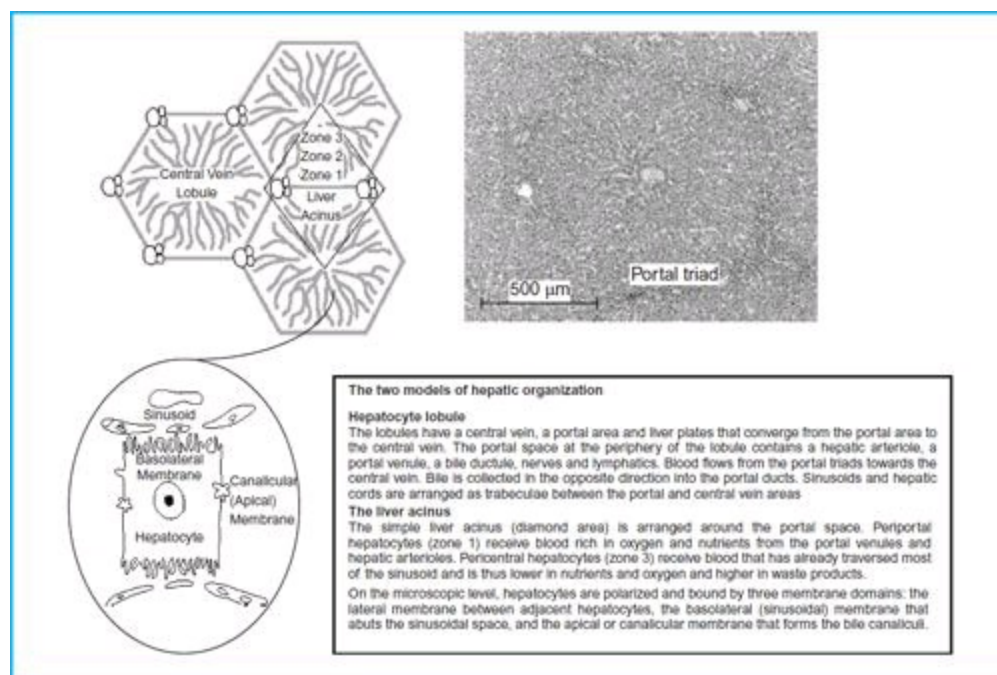 Zone 3
Zone 2
Zone 1
Central Vein
Lobule
Liver
Acinus
Portal triad
500 µm
Sinusoid
Basolateral
Membrane
Canalicular
(Apical)
Membrane
Hepatocyte
The two models of hepatic organization
Hepatocyte lobule
The lobules have a central vein, a portal area and liver plates that converge from the portal area to
the central vein. The portal space at the periphery of the lobule contains a hepatic arteriole, a
portal venule, a bile ductule, nerves and lymphatics. Blood flows from the portal triads towards the
central vein. Bile is collected in the opposite direction into the portal ducts. Sinusoids and hepatic
cords are arranged as trabeculae between the portal and central vein areas
The liver acinus
The simple liver acinus (diamond area) is arranged around the portal space. Periportal
hepatocytes (zone 1) receive blood rich in oxygen and nutrients from the portal venules and
hepatic arterioles. Pericentral hepatocytes (zone 3) receive blood that has already traversed most
of the sinusoid and is thus lower in nutrients and oxygen and higher in waste products.
On the microscopic level, hepatocytes are polarized and bound by three membrane domains: the
lateral membrane between adjacent hepatocytes, the basolateral (sinusoidal) membrane that
abuts the sinusoidal space, and the apical or canalicular membrane that forms the bile canaliculi.